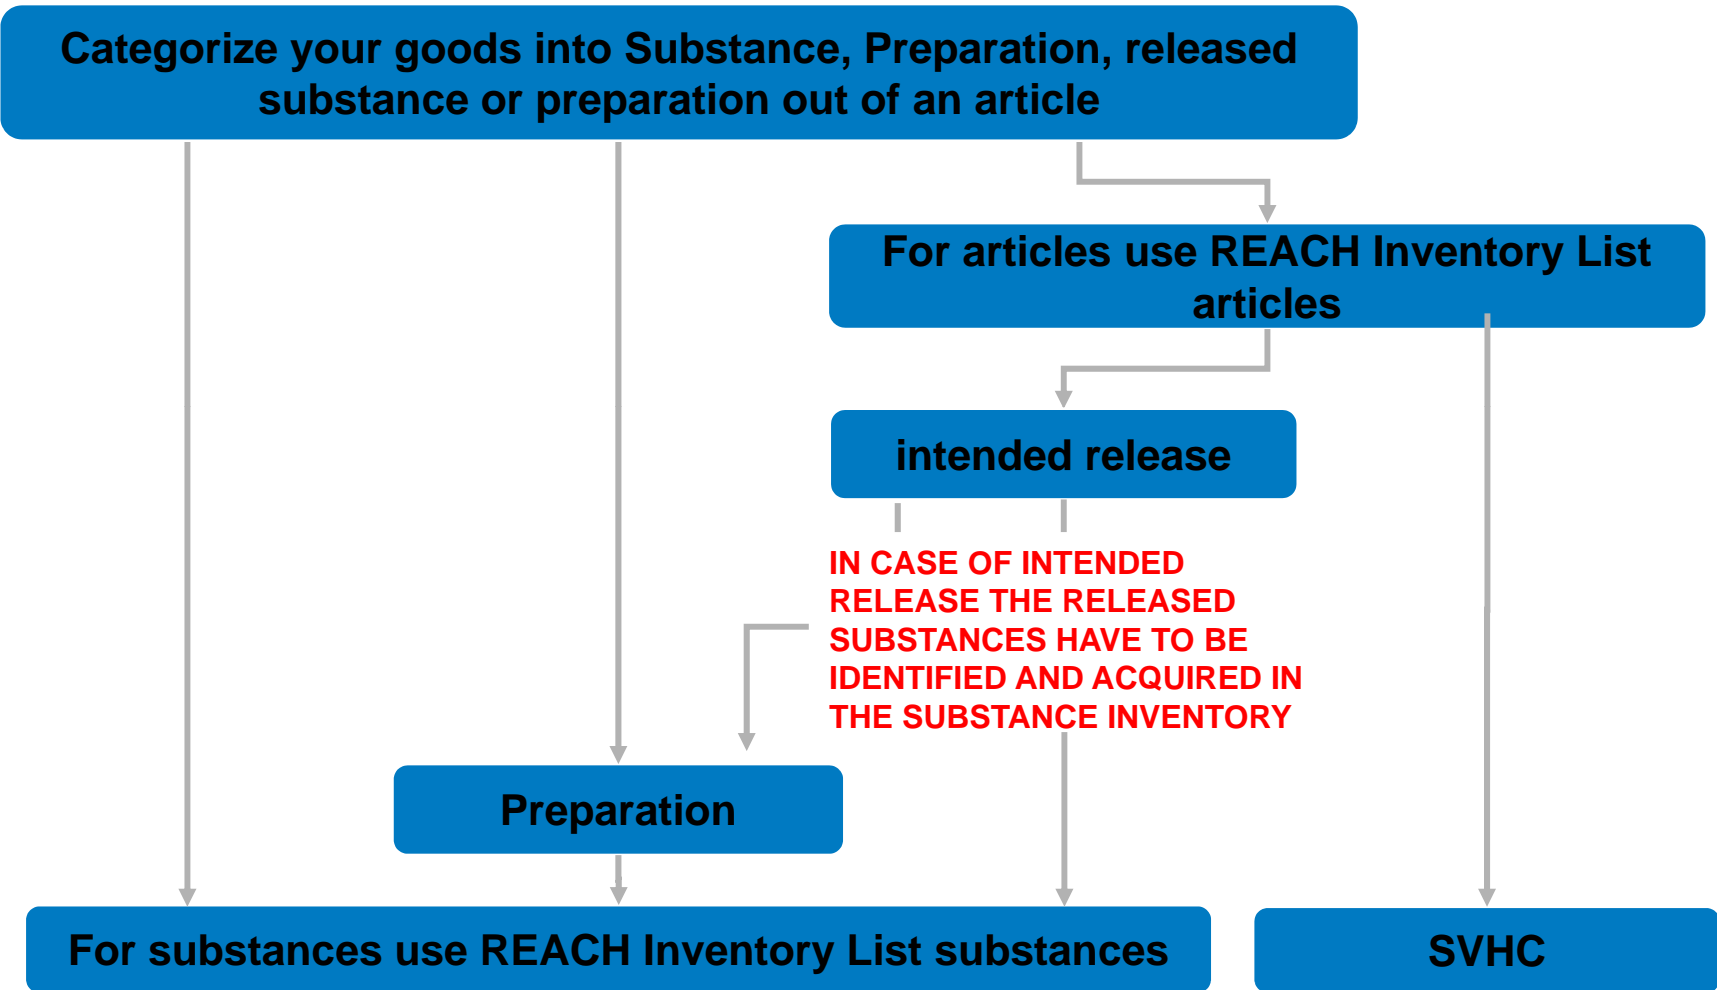 Categorize your goods into Substance, Preparation, released
substance or preparation out of an article
For articles use REACH Inventory List
articles
intended release
IN CASE OF INTENDED
RELEASE THE RELEASED
SUBSTANCES HAVE TO BE
IDENTIFIED AND ACQUIRED IN
THE SUBSTANCE INVENTORY
Preparation
For substances use REACH Inventory List substances
SVHC